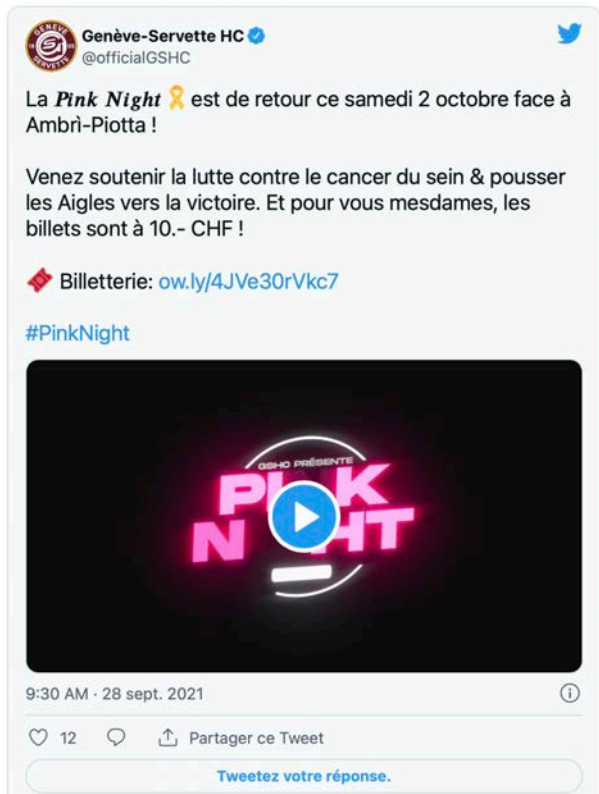 Genève-Servette HC
@officialGSHC
La Pink Night 🎗 est de retour ce samedi 2 octobre face à
Ambrì-Piotta !
Venez soutenir la lutte contre le cancer du sein & pousser
les Aigles vers la victoire. Et pour vous mesdames, les
billets sont à 10.- CHF !
🎟 Billetterie: ow.ly/4JVe30rVkc7
#PinkNight
GSHC PRÉSENTE
9:30 AM · 28 sept. 2021
12 Partager ce Tweet
Tweetez votre réponse.